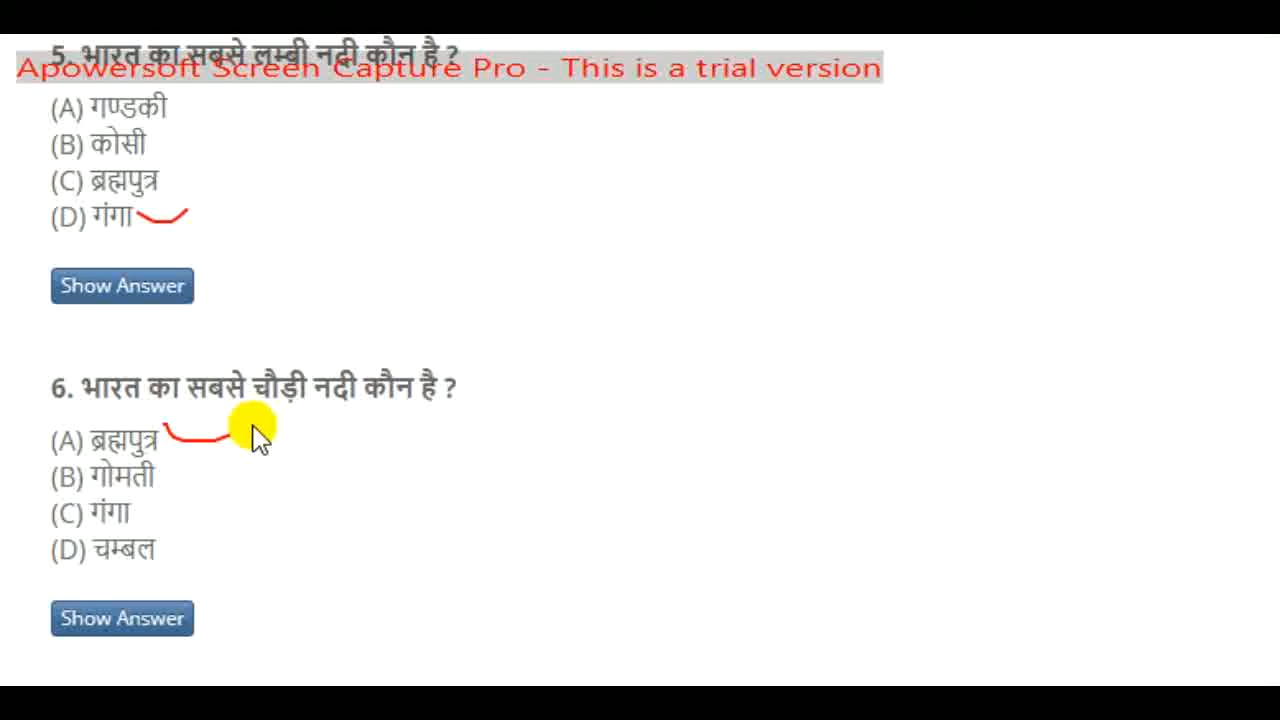 5. भारत का सबसे लम्बी नदी कौन है ?
Apowersoft Screen Capture Pro - This is a trial version
(A) गण्डकी
(B) कोसी
(C) ब्रह्मपुत्र
(D) गंगा
Show Answer
6. भारत का सबसे चौड़ी नदी कौन है ?
(A) ब्रह्मपुत्र
(B) गोमती
(C) गंगा
(D) चम्बल
Show Answer